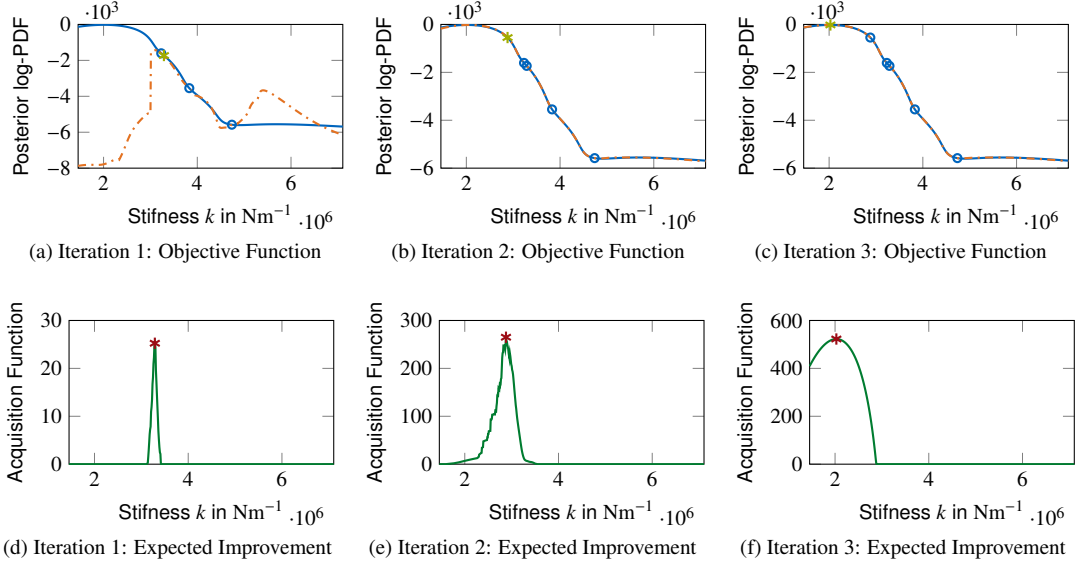 ·10³ ·10³ ·10³
Posterior log-PDF
0
−2
−4
−6
−8
2 4 6
Stifness k in Nm⁻¹ ·10⁶
(a) Iteration 1: Objective Function
Posterior log-PDF
0
−2
−4
−6
2 4 6
Stifness k in Nm⁻¹ ·10⁶
(b) Iteration 2: Objective Function
Posterior log-PDF
0
−2
−4
−6
2 4 6
Stifness k in Nm⁻¹ ·10⁶
(c) Iteration 3: Objective Function
Acquisition Function
30
20
10
0
2 4 6
Stifness k in Nm⁻¹ ·10⁶
(d) Iteration 1: Expected Improvement
Acquisition Function
300
200
100
0
2 4 6
Stifness k in Nm⁻¹ ·10⁶
(e) Iteration 2: Expected Improvement
Acquisition Function
600
400
200
0
2 4 6
Stifness k in Nm⁻¹ ·10⁶
(f) Iteration 3: Expected Improvement